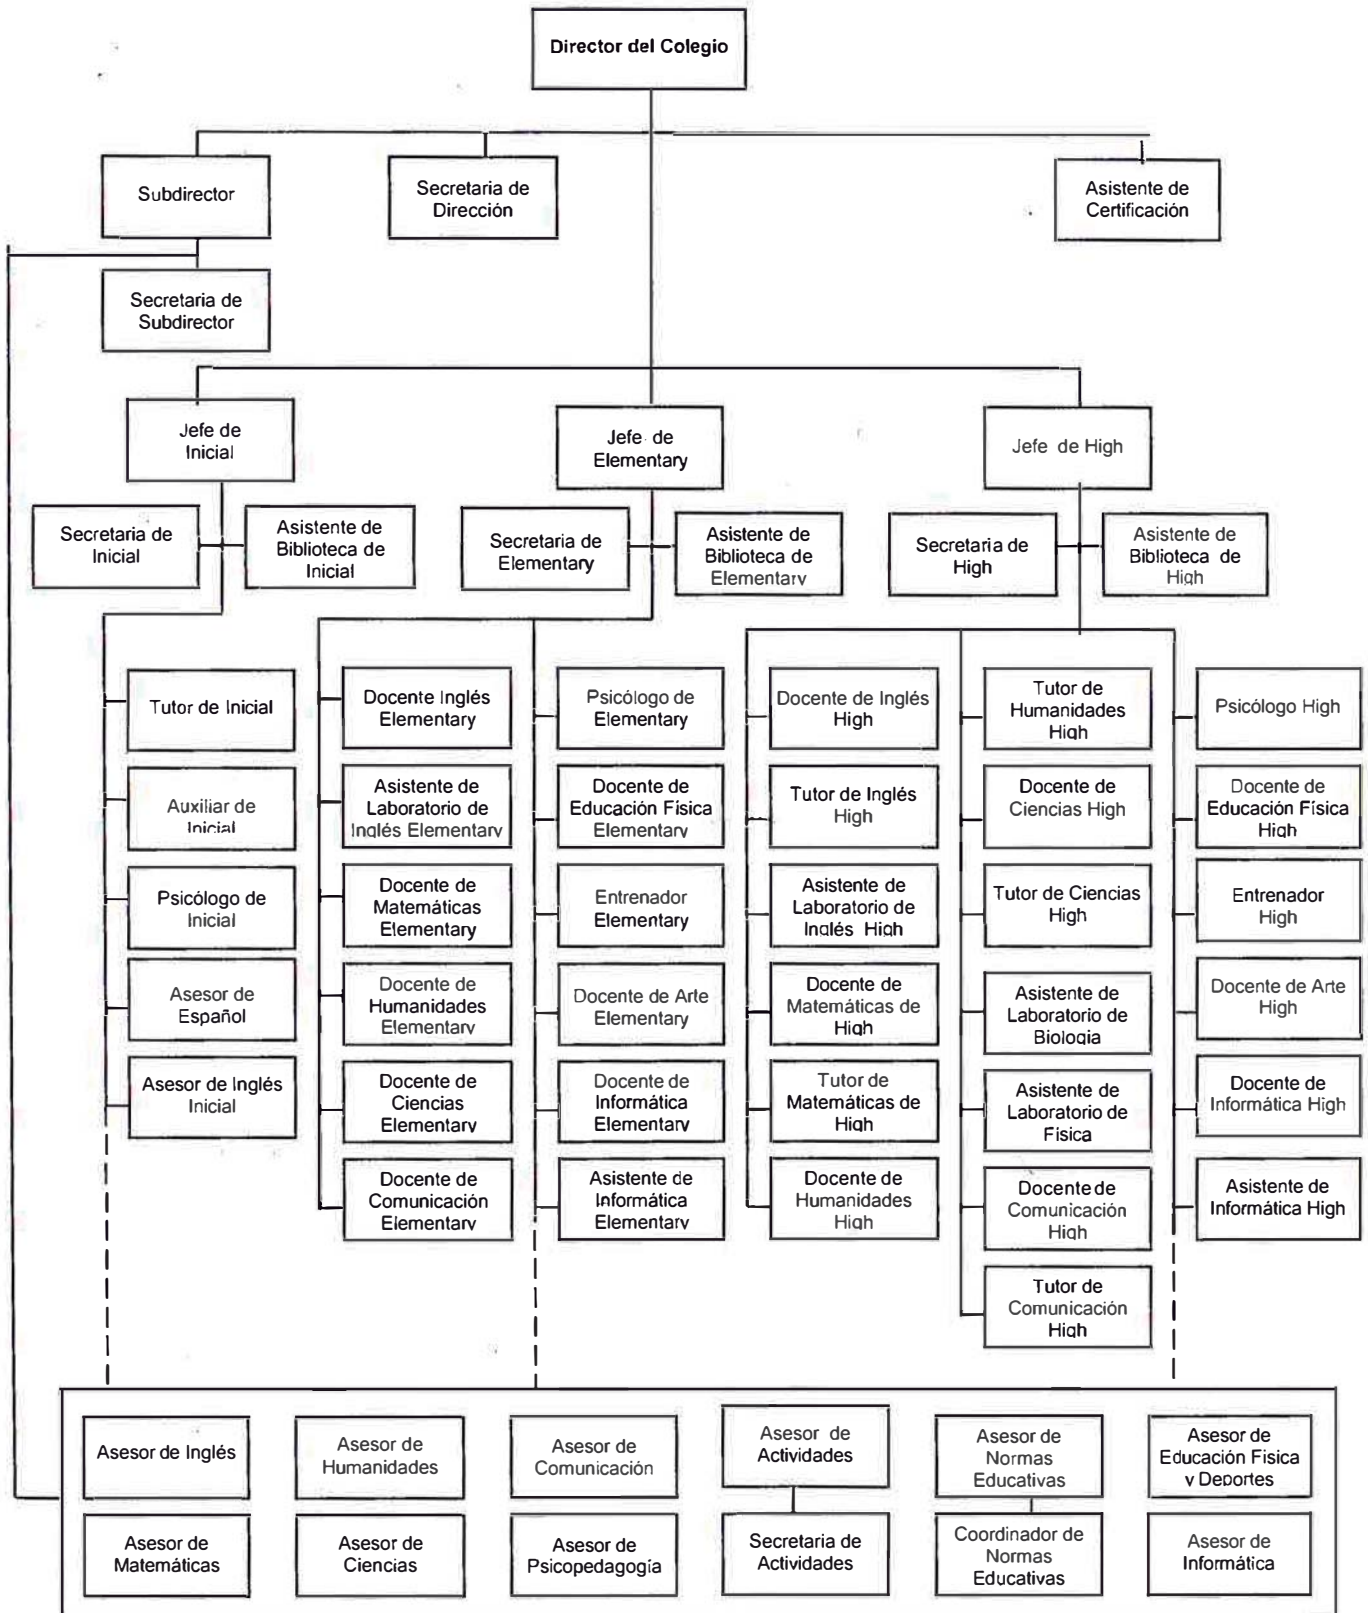 Director del Colegio
Subdirector
Secretaria de
Dirección
Asistente de
Certificación
Secretaria de
Subdirector
Jefe de
Inicial
Jefe de
Elementary
Jefe de High
Secretaria de
Inicial
Asistente de
Biblioteca de
Inicial
Secretaria de
Elementary
Asistente de
Biblioteca de
Elementary
Secretaria de
High
Asistente de
Biblioteca de
High
Tutor de Inicial
Auxiliar de
Inicial
Psicólogo de
Inicial
Asesor de
Español
Asesor de Inglés
Inicial
Docente Inglés
Elementary
Asistente de
Laboratorio de
Inglés Elementary
Docente de
Matemáticas
Elementary
Docente de
Humanidades
Elementary
Docente de
Ciencias
Elementary
Docente de
Comunicación
Elementary
Psicólogo de
Elementary
Docente de
Educación Física
Elementary
Entrenador
Elementary
Docente de Arte
Elementary
Docente de
Informática
Elementary
Asistente de
Informática
Elementary
Docente de Inglés
High
Tutor de Inglés
High
Asistente de
Laboratorio de
Inglés High
Docente de
Matemáticas de
High
Tutor de
Matemáticas de
High
Docente de
Humanidades
High
Tutor de
Humanidades
High
Docente de
Ciencias High
Tutor de Ciencias
High
Asistente de
Laboratorio de
Biología
Asistente de
Laboratorio de
Física
Docente de
Comunicación
High
Tutor de
Comunicación
High
Psicólogo High
Docente de
Educación Física
High
Entrenador
High
Docente de Arte
High
Docente de
Informática High
Asistente de
Informática High
Asesor de Inglés
Asesor de
Humanidades
Asesor de
Comunicación
Asesor de
Actividades
Asesor de
Normas
Educativas
Asesor de
Educación Física
y Deportes
Asesor de
Matemáticas
Asesor de
Ciencias
Asesor de
Psicopedagogía
Secretaria de
Actividades
Coordinador de
Normas
Educativas
Asesor de
Informática